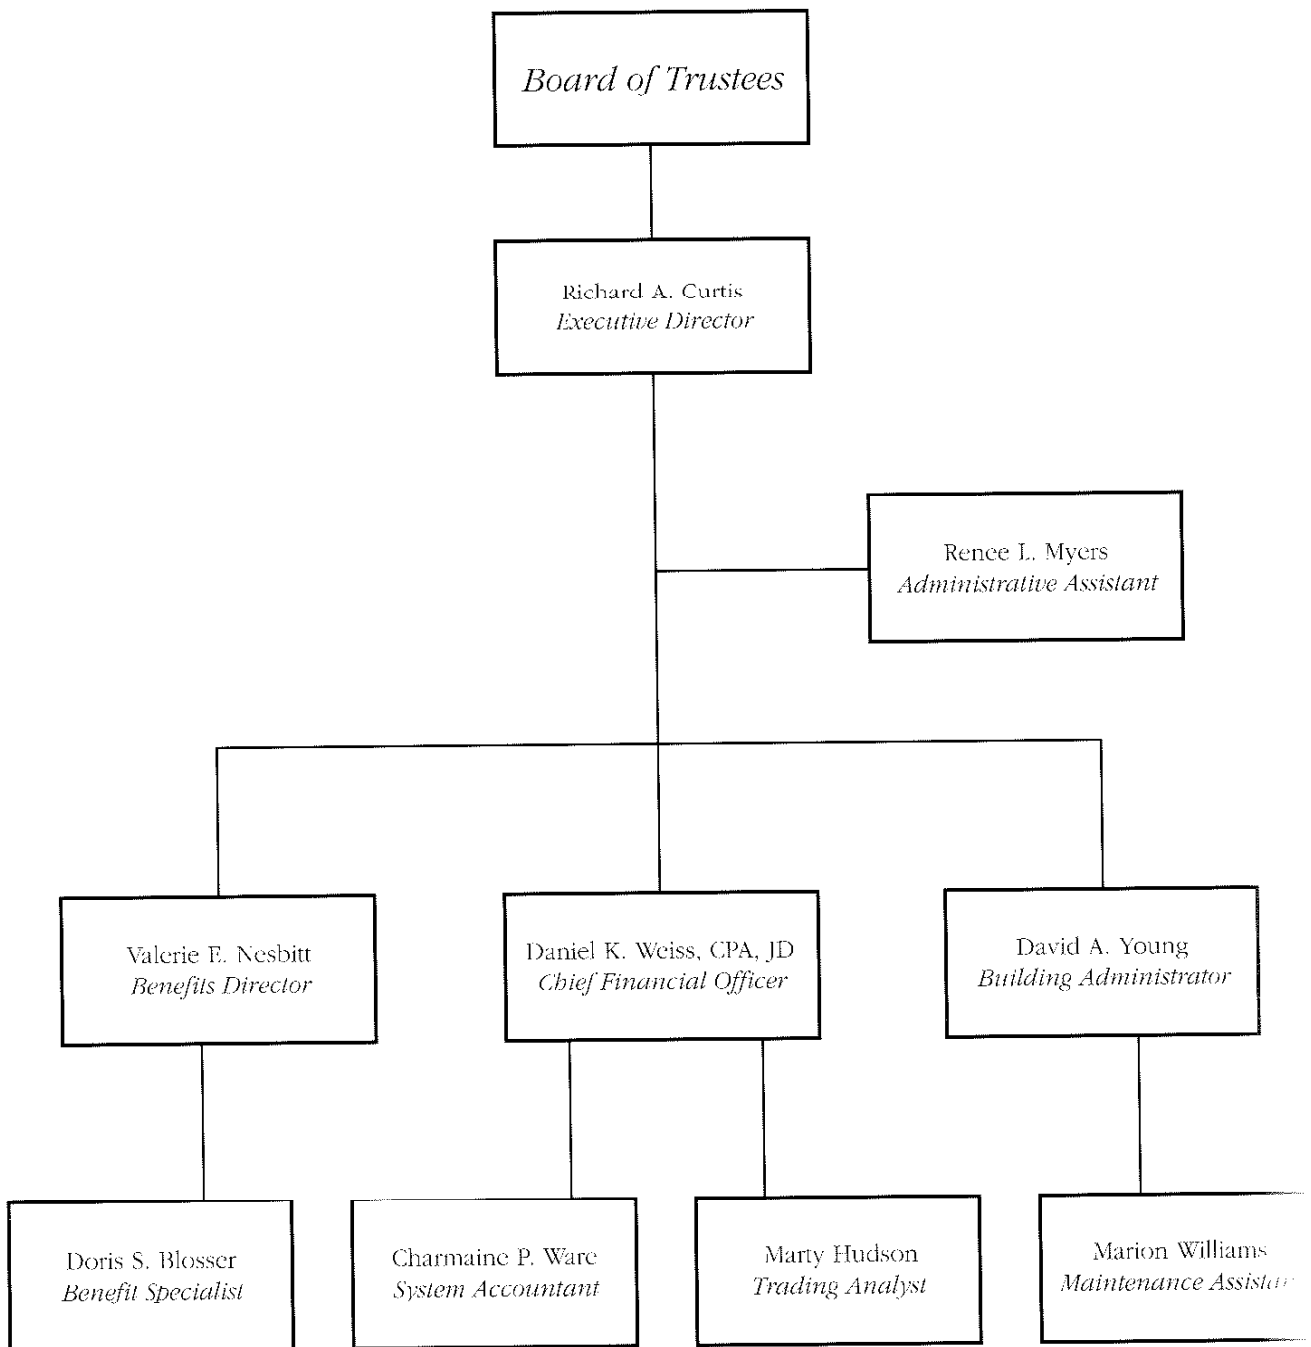 Board of Trustees
Richard A. Curtis
Executive Director
Renee L. Myers
Administrative Assistant
Valerie E. Nesbitt
Benefits Director
Daniel K. Weiss, CPA, JD
Chief Financial Officer
David A. Young
Building Administrator
Doris S. Blosser
Benefit Specialist
Charmaine P. Ware
System Accountant
Marty Hudson
Trading Analyst
Marion Williams
Maintenance Assistan